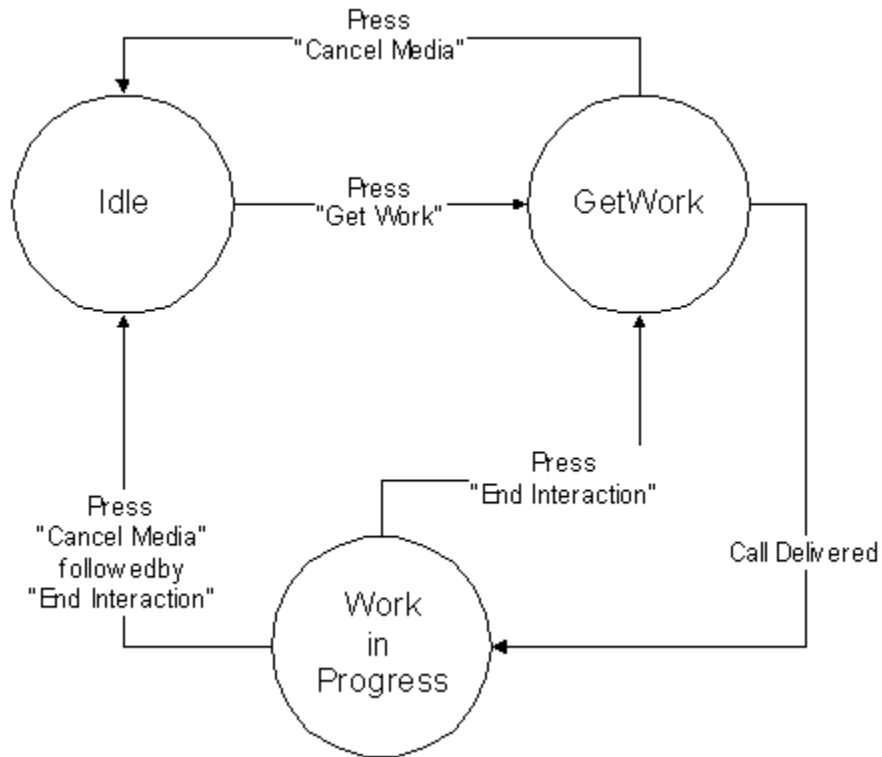 Press
"Cancel Media"
Idle
Press
"Get Work"
GetWork
Press
"End Interaction"
Call Delivered
Press
"Cancel Media"
followedby
"End Interaction"
Work
in
Progress